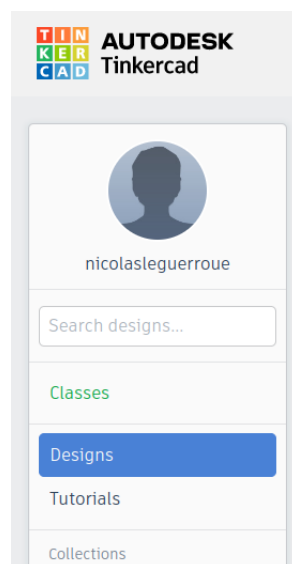 TIN
KER
CAD
AUTODESK
Tinkercad
nicolasleguerroue
Search designs...
Classes
Designs
Tutorials
Collections